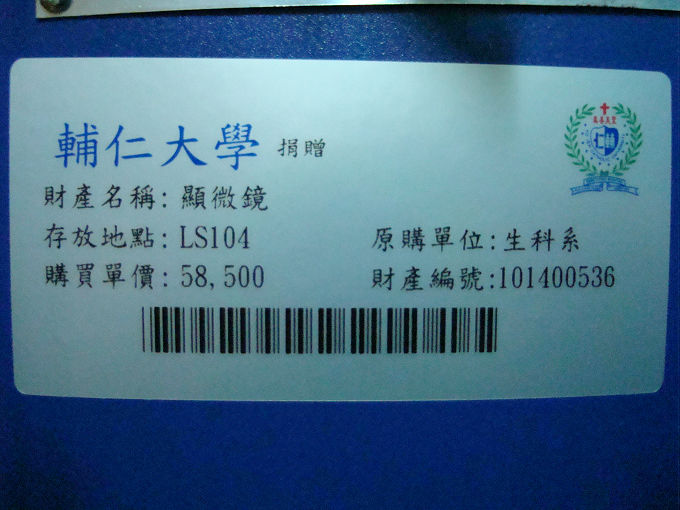 輔仁大學 捐贈
財產名稱: 顯微鏡
存放地點: LS104 原購單位: 生科系
購買單價: 58,500 財產編號:101400536